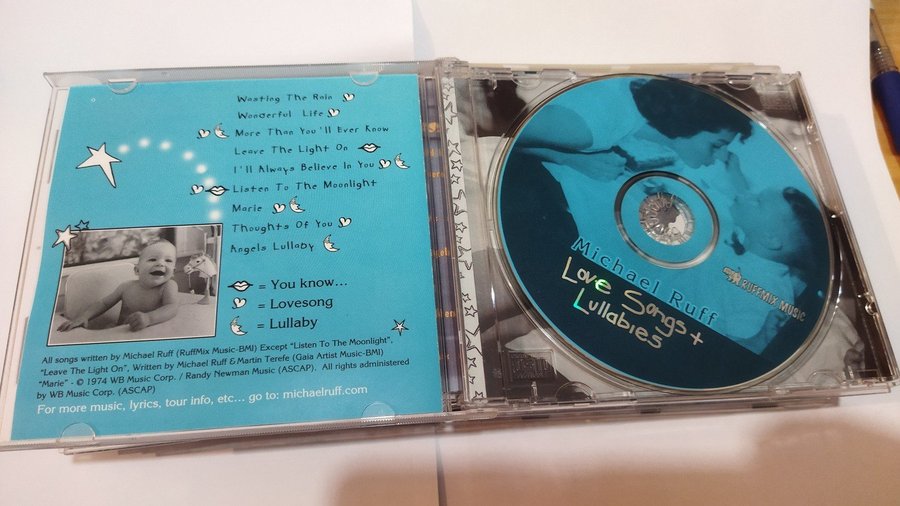 Wasting The Rain
Wonderful Life
More Than You'll Ever Know
Leave The Light On
I'll Always Believe In You
Listen To The Moonlight
Marie
Thoughts Of You
Angels Lullaby
= You know...
= Lovesong
= Lullaby
All songs written by Michael Ruff (RuffMix Music-BMI) Except "Listen To The Moonlight",
"Leave The Light On", Written by Michael Ruff & Martin Terefe (Gaia Artist Music-BMI)
"Marie" - © 1974 WB Music Corp. / Randy Newman Music (ASCAP). All rights administered
by WB Music Corp. (ASCAP)
For more music, lyrics, tour info, etc... go to: michaelruff.com
Michael Ruff
Love Songs +
Lullabies
RUFFMIX MUSIC